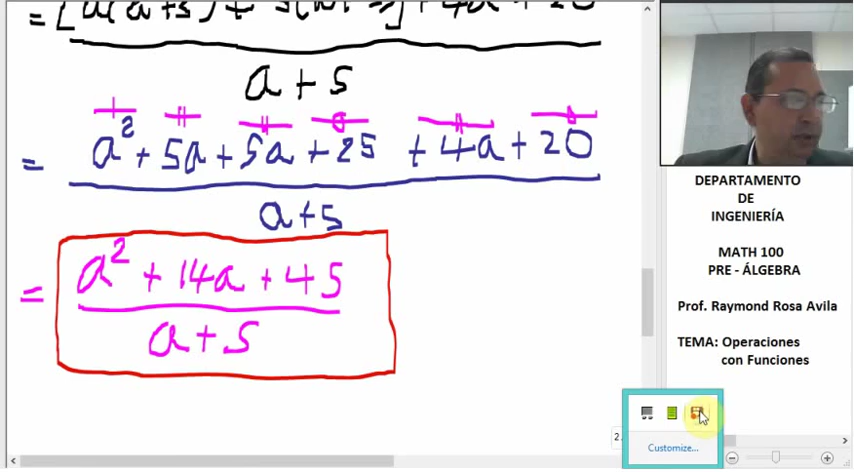 a + 5
= a² + 5a + 5a + 25 + 4a + 20
a + 5
= a² + 14a + 45
a + 5
DEPARTAMENTO
DE
INGENIERÍA
MATH 100
PRE - ÁLGEBRA
Prof. Raymond Rosa Avila
TEMA: Operaciones
con Funciones
2.
Customize...